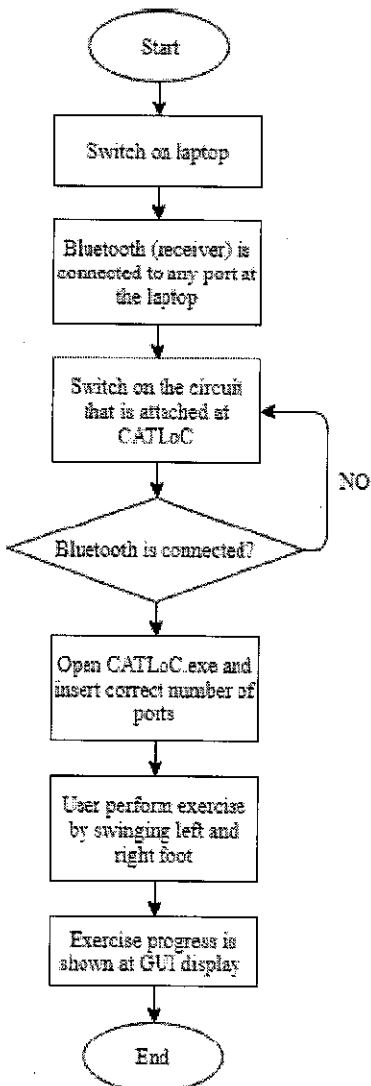 Start
Switch on laptop
Bluetooth (receiver) is
connected to any port at
the laptop
Switch on the circuit
that is attached at
CATLoC
NO
Bluetooth is connected?
Open CATLoC.exe and
insert correct number of
ports
User perform exercise
by swinging left and
right foot
Exercise progress is
shown at GUI display
End